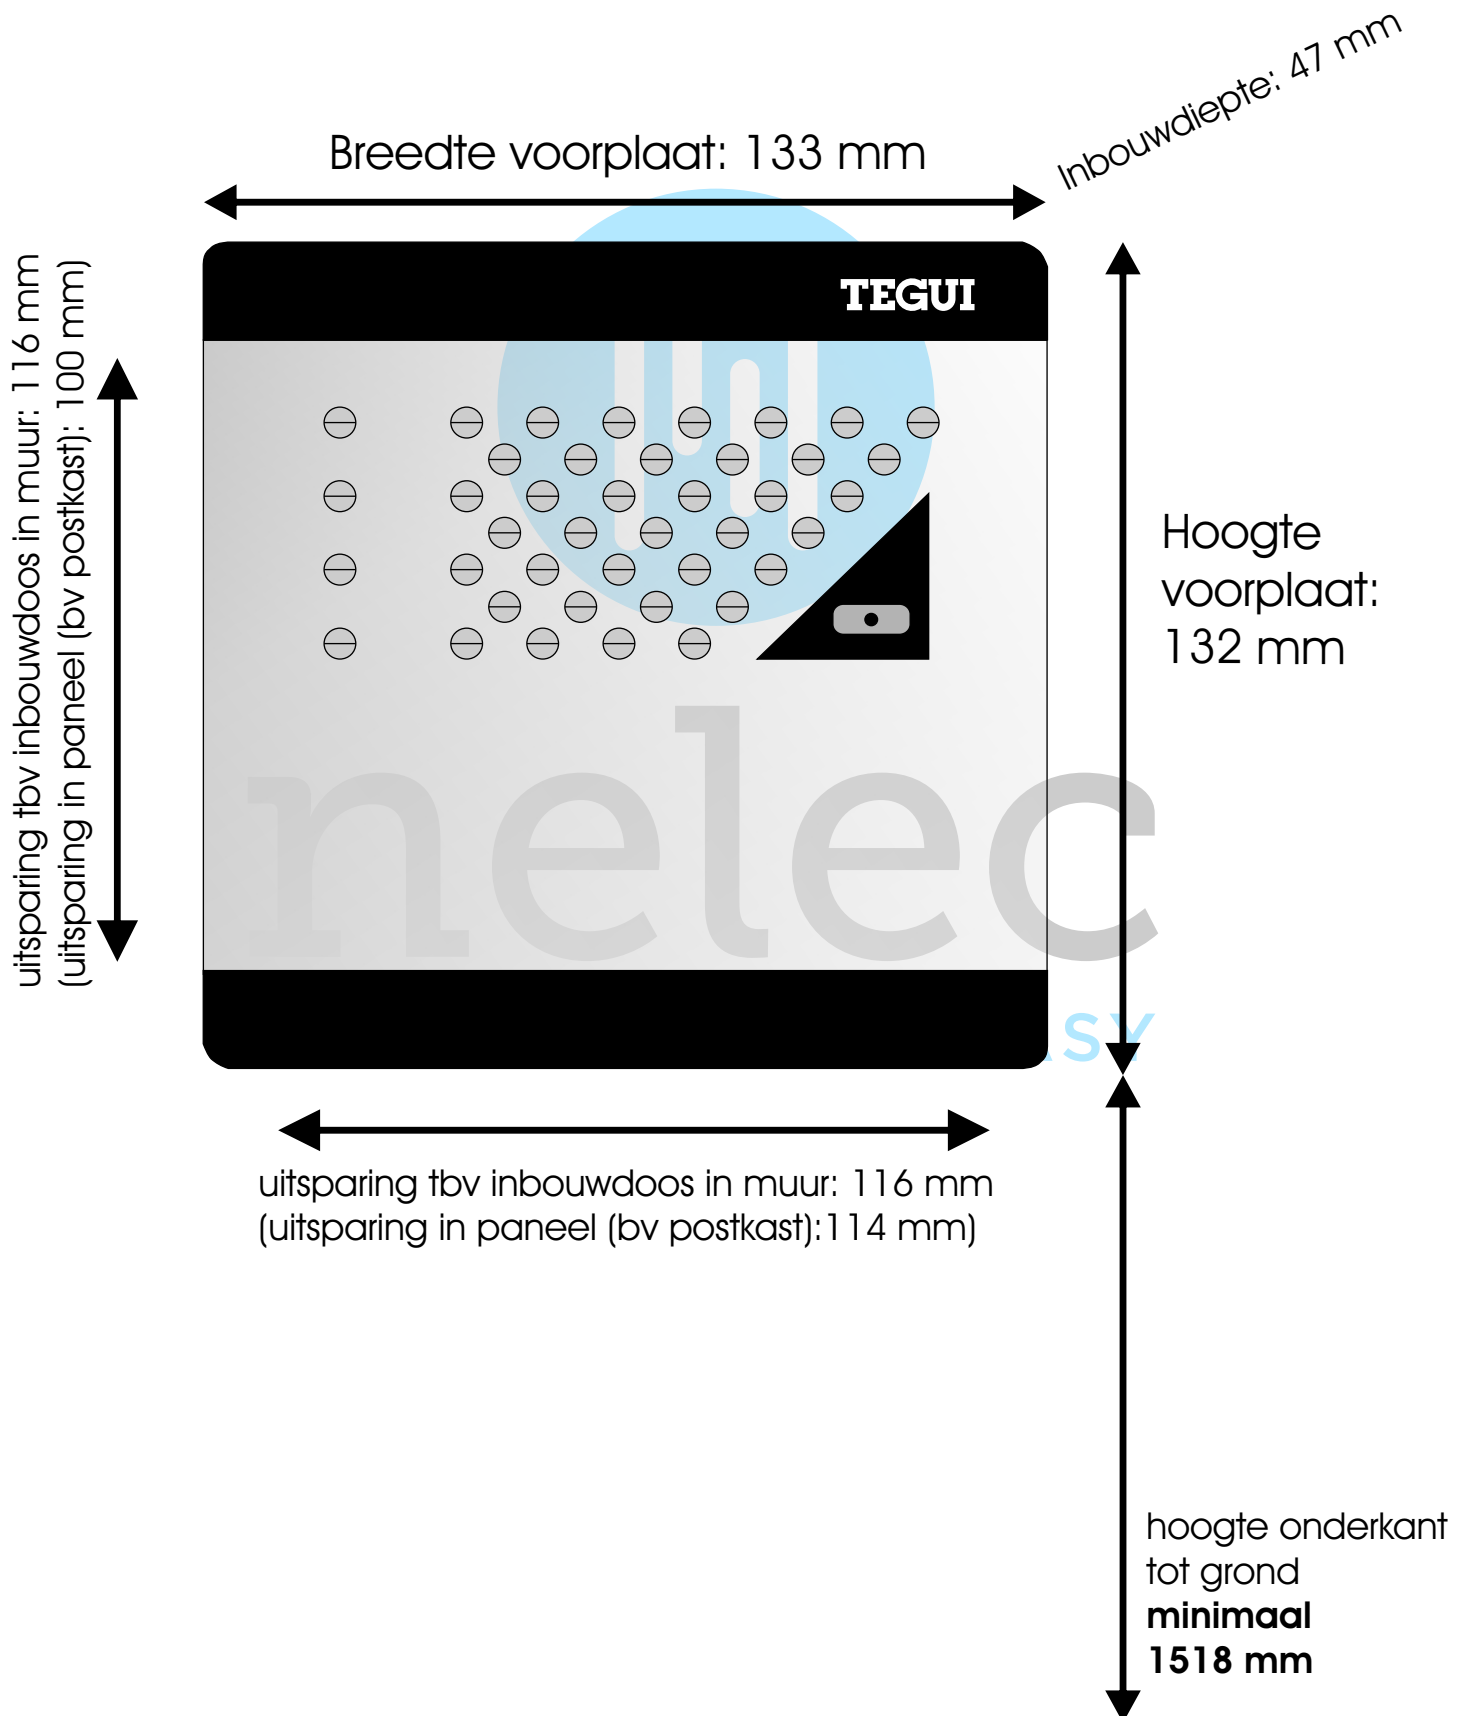 Inbouwdiepte: 47 mm
Breedte voorplaat: 133 mm
TEGUI
uitsparing tbv inbouwdoos in muur: 116 mm
(uitsparing in paneel (bv postkast): 100 mm)
Hoogte
voorplaat:
132 mm
nelec
SY
uitsparing tbv inbouwdoos in muur: 116 mm
(uitsparing in paneel (bv postkast):114 mm)
hoogte onderkant
tot grond
minimaal
1518 mm